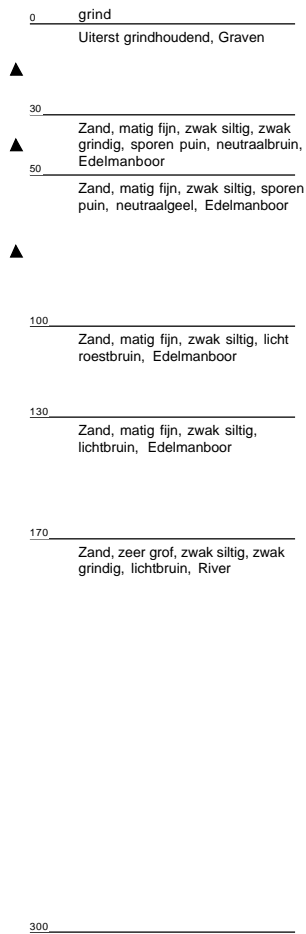 0 grind
Uiterst grindhoudend, Graven
30
Zand, matig fijn, zwak siltig, zwak
grindig, sporen puin, neutraalbruin,
Edelmanboor
50
Zand, matig fijn, zwak siltig, sporen
puin, neutraalgeel, Edelmanboor
100
Zand, matig fijn, zwak siltig, licht
roestbruin, Edelmanboor
130
Zand, matig fijn, zwak siltig,
lichtbruin, Edelmanboor
170
Zand, zeer grof, zwak siltig, zwak
grindig, lichtbruin, River
300